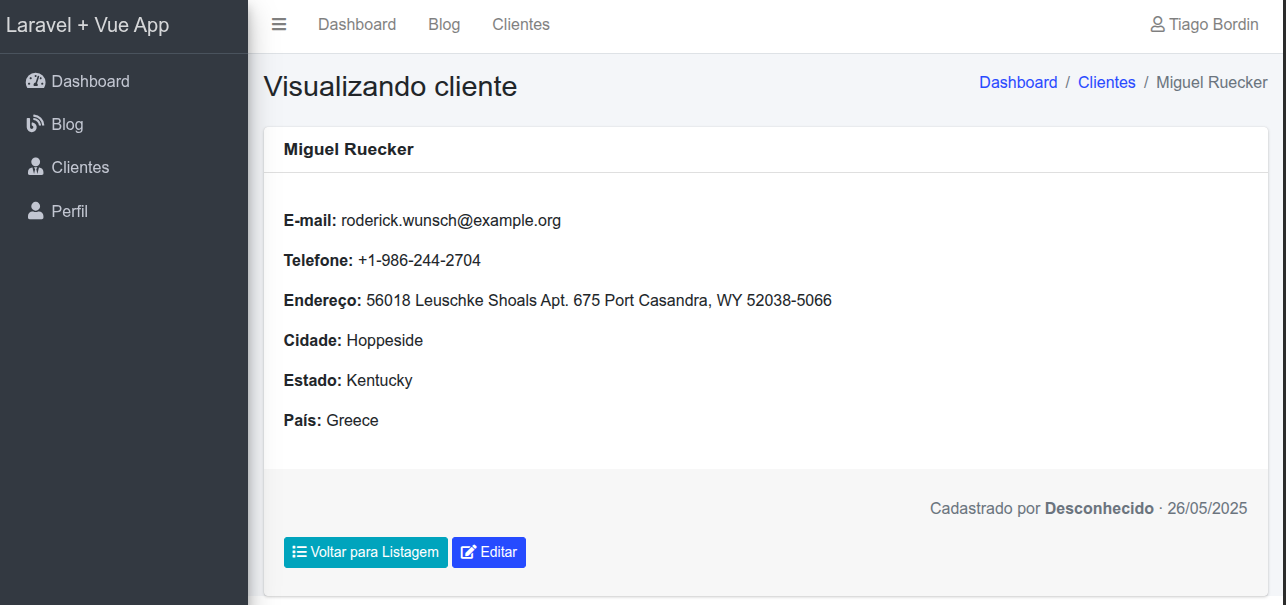 Laravel + Vue App
Dashboard Blog Clientes
Tiago Bordin
Dashboard
Blog
Clientes
Perfil
Visualizando cliente
Dashboard / Clientes / Miguel Ruecker
Miguel Ruecker
E-mail: roderick.wunsch@example.org
Telefone: +1-986-244-2704
Endereço: 56018 Leuschke Shoals Apt. 675 Port Casandra, WY 52038-5066
Cidade: Hoppeside
Estado: Kentucky
País: Greece
Cadastrado por Desconhecido · 26/05/2025
Voltar para Listagem Editar